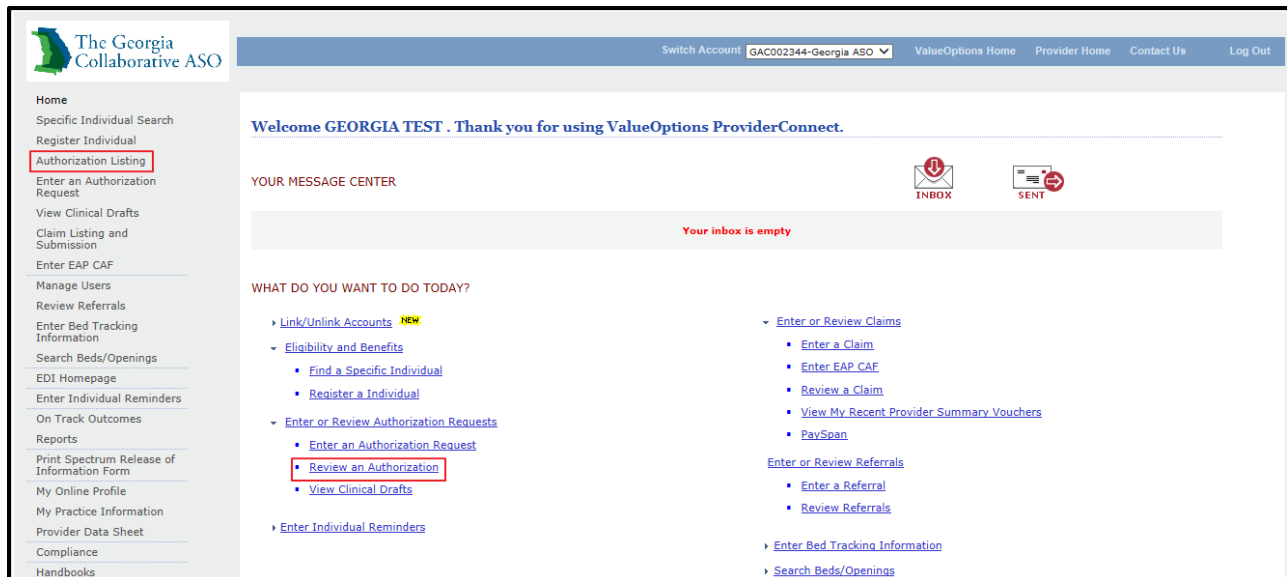 The Georgia
Collaborative ASO
Switch Account GAC002344-Georgia ASO ValueOptions Home Provider Home Contact Us Log Out
Home
Specific Individual Search
Register Individual
Authorization Listing
Enter an Authorization
Request
View Clinical Drafts
Claim Listing and
Submission
Enter EAP CAF
Manage Users
Review Referrals
Enter Bed Tracking
Information
Search Beds/Openings
EDI Homepage
Enter Individual Reminders
On Track Outcomes
Reports
Print Spectrum Release of
Information Form
My Online Profile
My Practice Information
Provider Data Sheet
Compliance
Handbooks
Welcome GEORGIA TEST . Thank you for using ValueOptions ProviderConnect.
YOUR MESSAGE CENTER
INBOX
SENT
Your inbox is empty
WHAT DO YOU WANT TO DO TODAY?
Link/Unlink Accounts NEW
Eligibility and Benefits
Find a Specific Individual
Register a Individual
Enter or Review Authorization Requests
Enter an Authorization Request
Review an Authorization
View Clinical Drafts
Enter Individual Reminders
Enter or Review Claims
Enter a Claim
Enter EAP CAF
Review a Claim
View My Recent Provider Summary Vouchers
PaySpan
Enter or Review Referrals
Enter a Referral
Review Referrals
Enter Bed Tracking Information
Search Beds/Openings